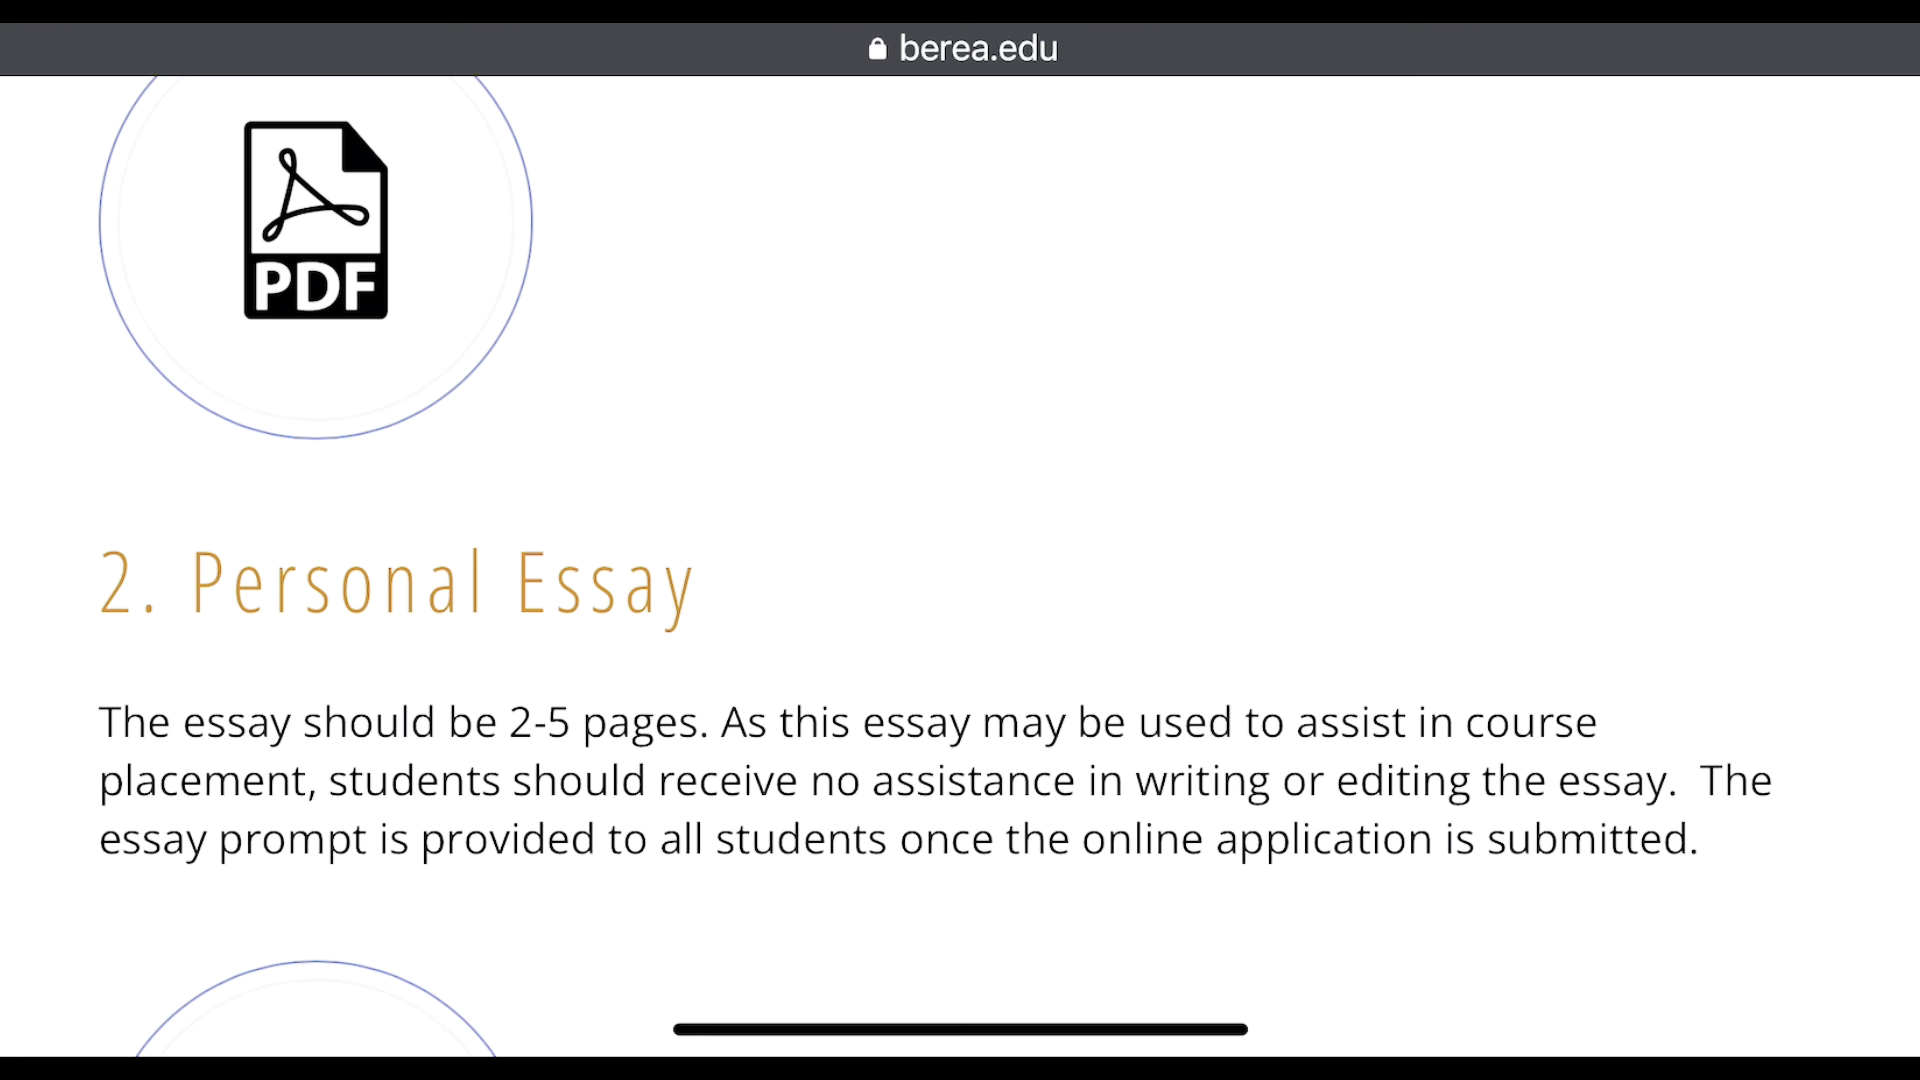 berea.edu
PDF
2. Personal Essay
The essay should be 2-5 pages. As this essay may be used to assist in course
placement, students should receive no assistance in writing or editing the essay.  The
essay prompt is provided to all students once the online application is submitted.